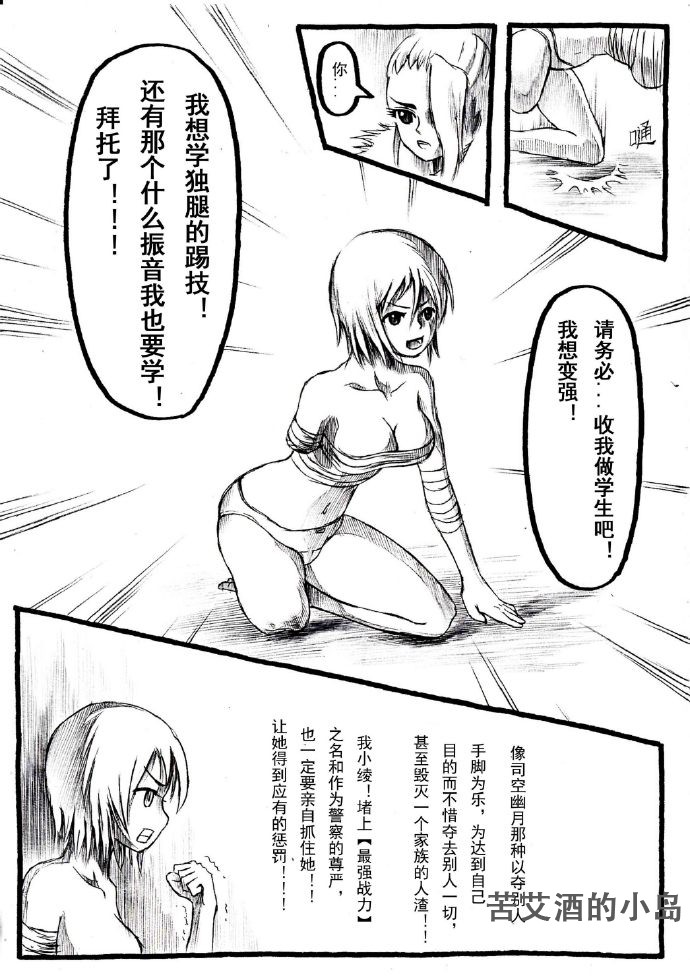 嗵
你...
请务必...收我做学生吧！
我想变强！
我想学独腿的踢技！
还有那个什么振音我也要学！
拜托了！！！
像司空幽月那种以夺别人
手脚为乐，为达到自己
目的而不惜夺去别人一切，
甚至毁灭一个家族的人渣！！
我小绫！堵上【最强战力】
之名和作为警察的尊严，
也一定要亲自抓住她！！
让她得到应有的惩罚！！！！
苦艾酒的小岛